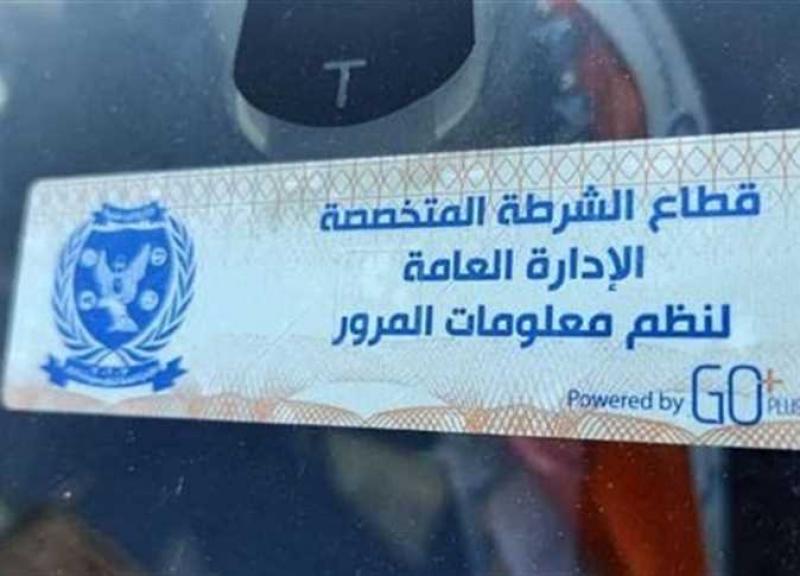 T
قطاع الشرطة المتخصصة
الإدارة العامة
لنظم معلومات المرور
Powered by GO+ PLUS